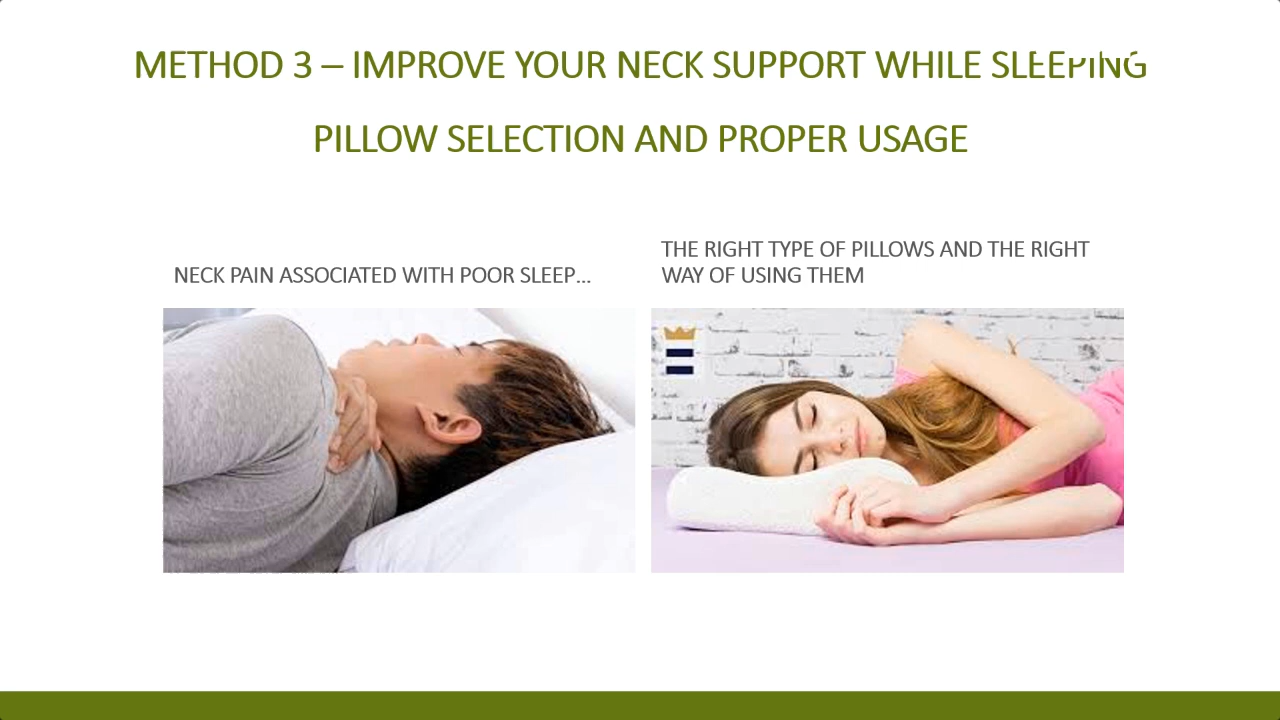 METHOD 3 – IMPROVE YOUR NECK SUPPORT WHILE SLEEPING
PILLOW SELECTION AND PROPER USAGE
NECK PAIN ASSOCIATED WITH POOR SLEEP...
THE RIGHT TYPE OF PILLOWS AND THE RIGHT
WAY OF USING THEM